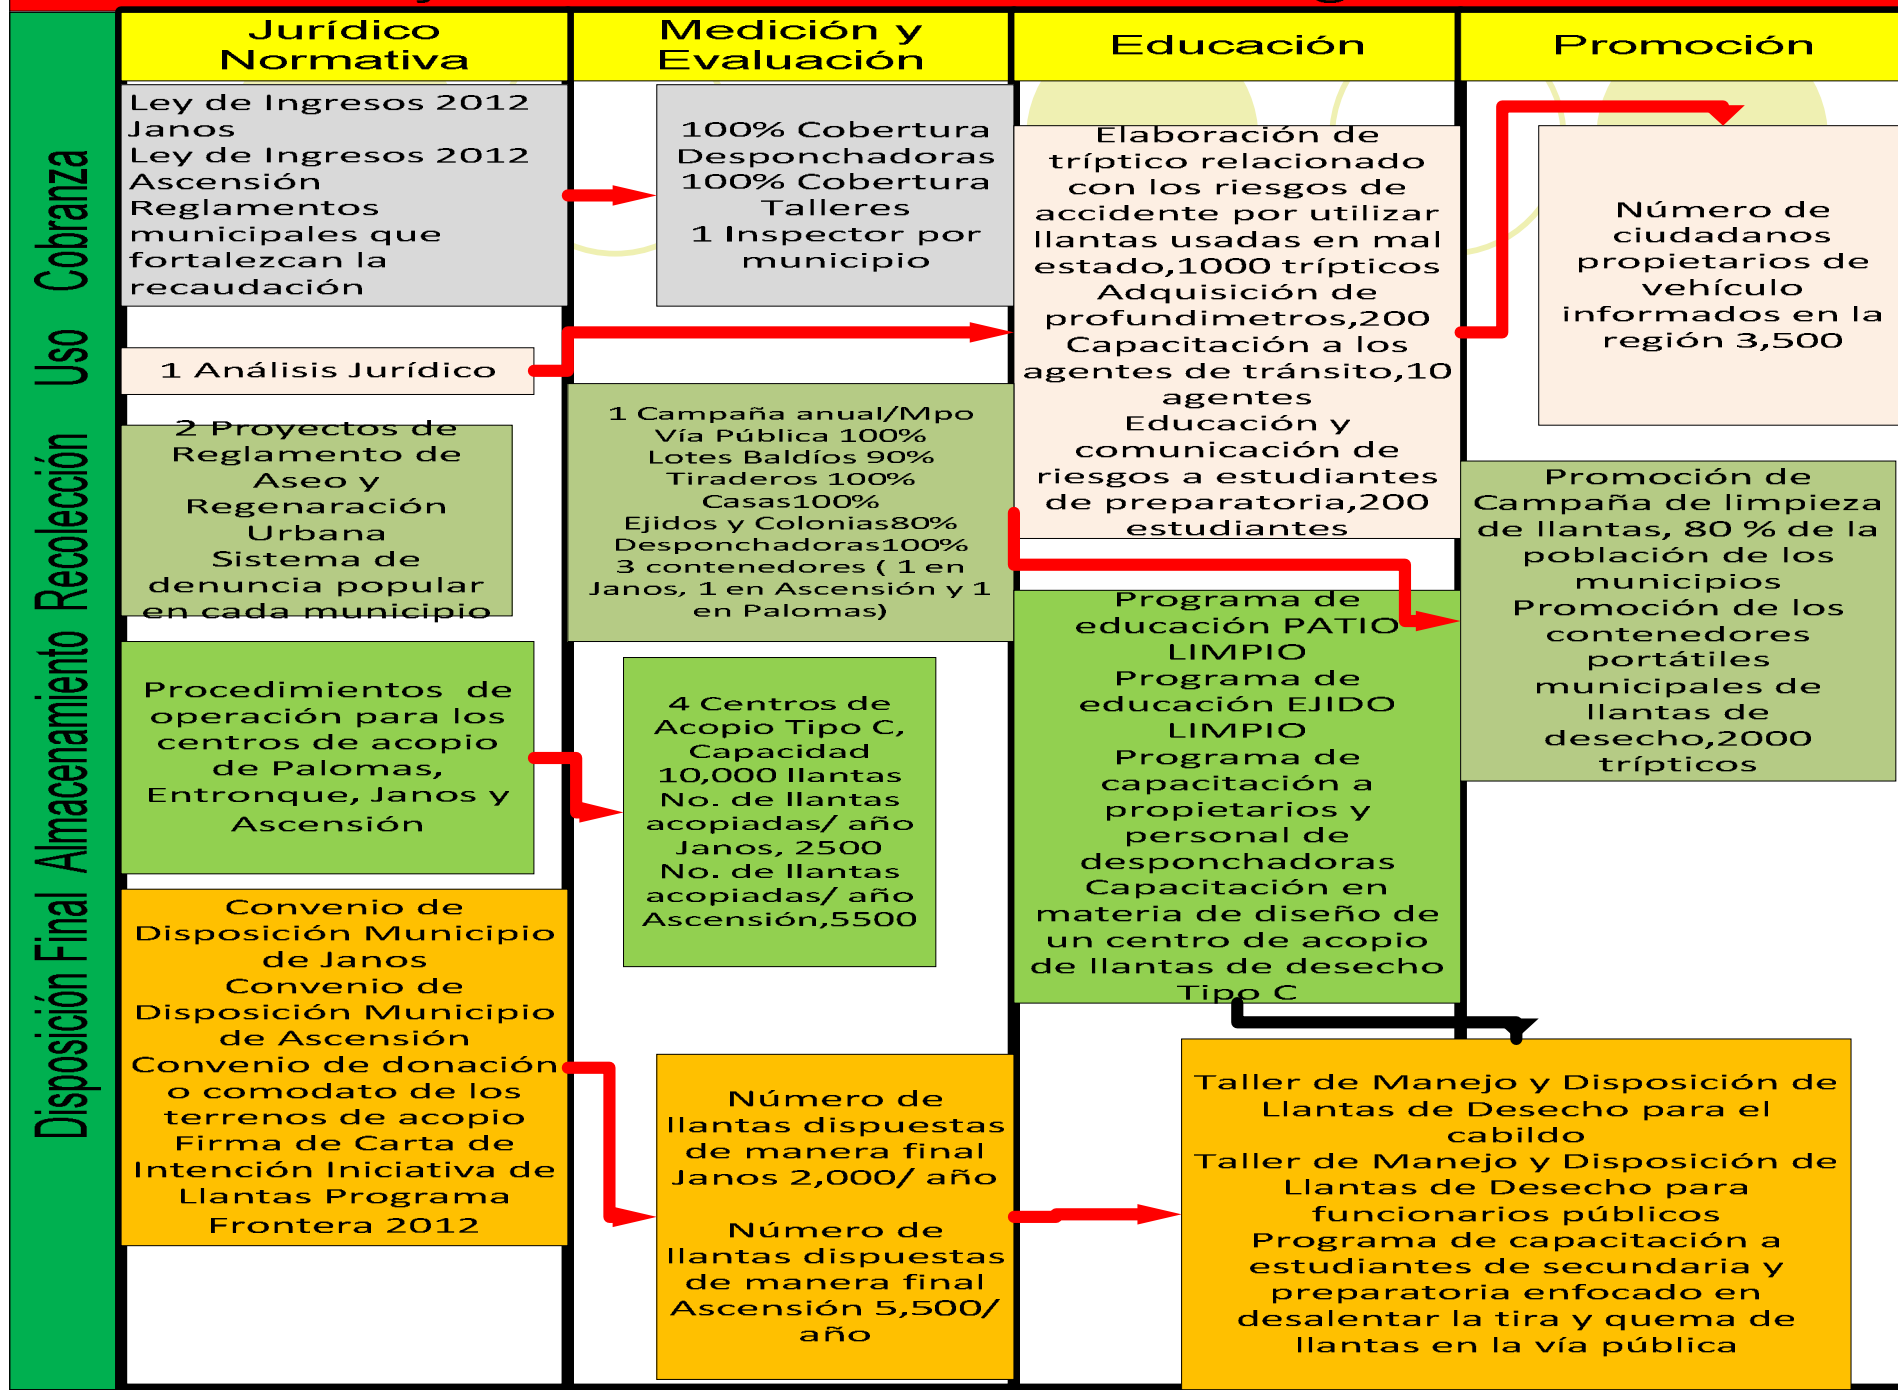 Jurídico
Normativa
Medición y
Evaluación
Educación
Promoción
Cobranza
Uso
Recolección
Almacenamiento
Disposición Final
Ley de Ingresos 2012
Janos
Ley de Ingresos 2012
Ascensión
Reglamentos
municipales que
fortalezcan la
recaudación
100% Cobertura
Desponchadoras
100% Cobertura
Talleres
1 Inspector por
municipio
1 Análisis Jurídico
Elaboración de
tríptico relacionado
con los riesgos de
accidente por utilizar
llantas usadas en mal
estado,1000 trípticos
Adquisición de
profundimetros,200
Capacitación a los
agentes de tránsito,10
agentes
Educación y
comunicación de
riesgos a estudiantes
de preparatoria,200
estudiantes
Número de
ciudadanos
propietarios de
vehículo
informados en la
región 3,500
2 Proyectos de
Reglamento de
Aseo y
Regenaración
Urbana
Sistema de
denuncia popular
en cada municipio
1 Campaña anual/Mpo
Vía Pública 100%
Lotes Baldíos 90%
Tiraderos 100%
Casas100%
Ejidos y Colonias80%
Desponchadoras100%
3 contenedores ( 1 en
Janos, 1 en Ascensión y 1
en Palomas)
Promoción de
Campaña de limpieza
de llantas, 80 % de la
población de los
municipios
Promoción de los
contenedores
portátiles
municipales de
llantas de
desecho,2000
trípticos
Procedimientos de
operación para los
centros de acopio
de Palomas,
Entronque, Janos y
Ascensión
4 Centros de
Acopio Tipo C,
Capacidad
10,000 llantas
No. de llantas
acopiadas/ año
Janos, 2500
No. de llantas
acopiadas/ año
Ascensión,5500
Programa de
educación PATIO
LIMPIO
Programa de
educación EJIDO
LIMPIO
Programa de
capacitación a
propietarios y
personal de
desponchadoras
Capacitación en
materia de diseño de
un centro de acopio
de llantas de desecho
Tipo C
Convenio de
Disposición Municipio
de Janos
Convenio de
Disposición Municipio
de Ascensión
Convenio de donación
o comodato de los
terrenos de acopio
Firma de Carta de
Intención Iniciativa de
Llantas Programa
Frontera 2012
Número de
llantas dispuestas
de manera final
Janos 2,000/ año
Número de
llantas dispuestas
de manera final
Ascensión 5,500/
año
Taller de Manejo y Disposición de
Llantas de Desecho para el
cabildo
Taller de Manejo y Disposición de
Llantas de Desecho para
funcionarios públicos
Programa de capacitación a
estudiantes de secundaria y
preparatoria enfocado en
desalentar la tira y quema de
llantas en la vía pública